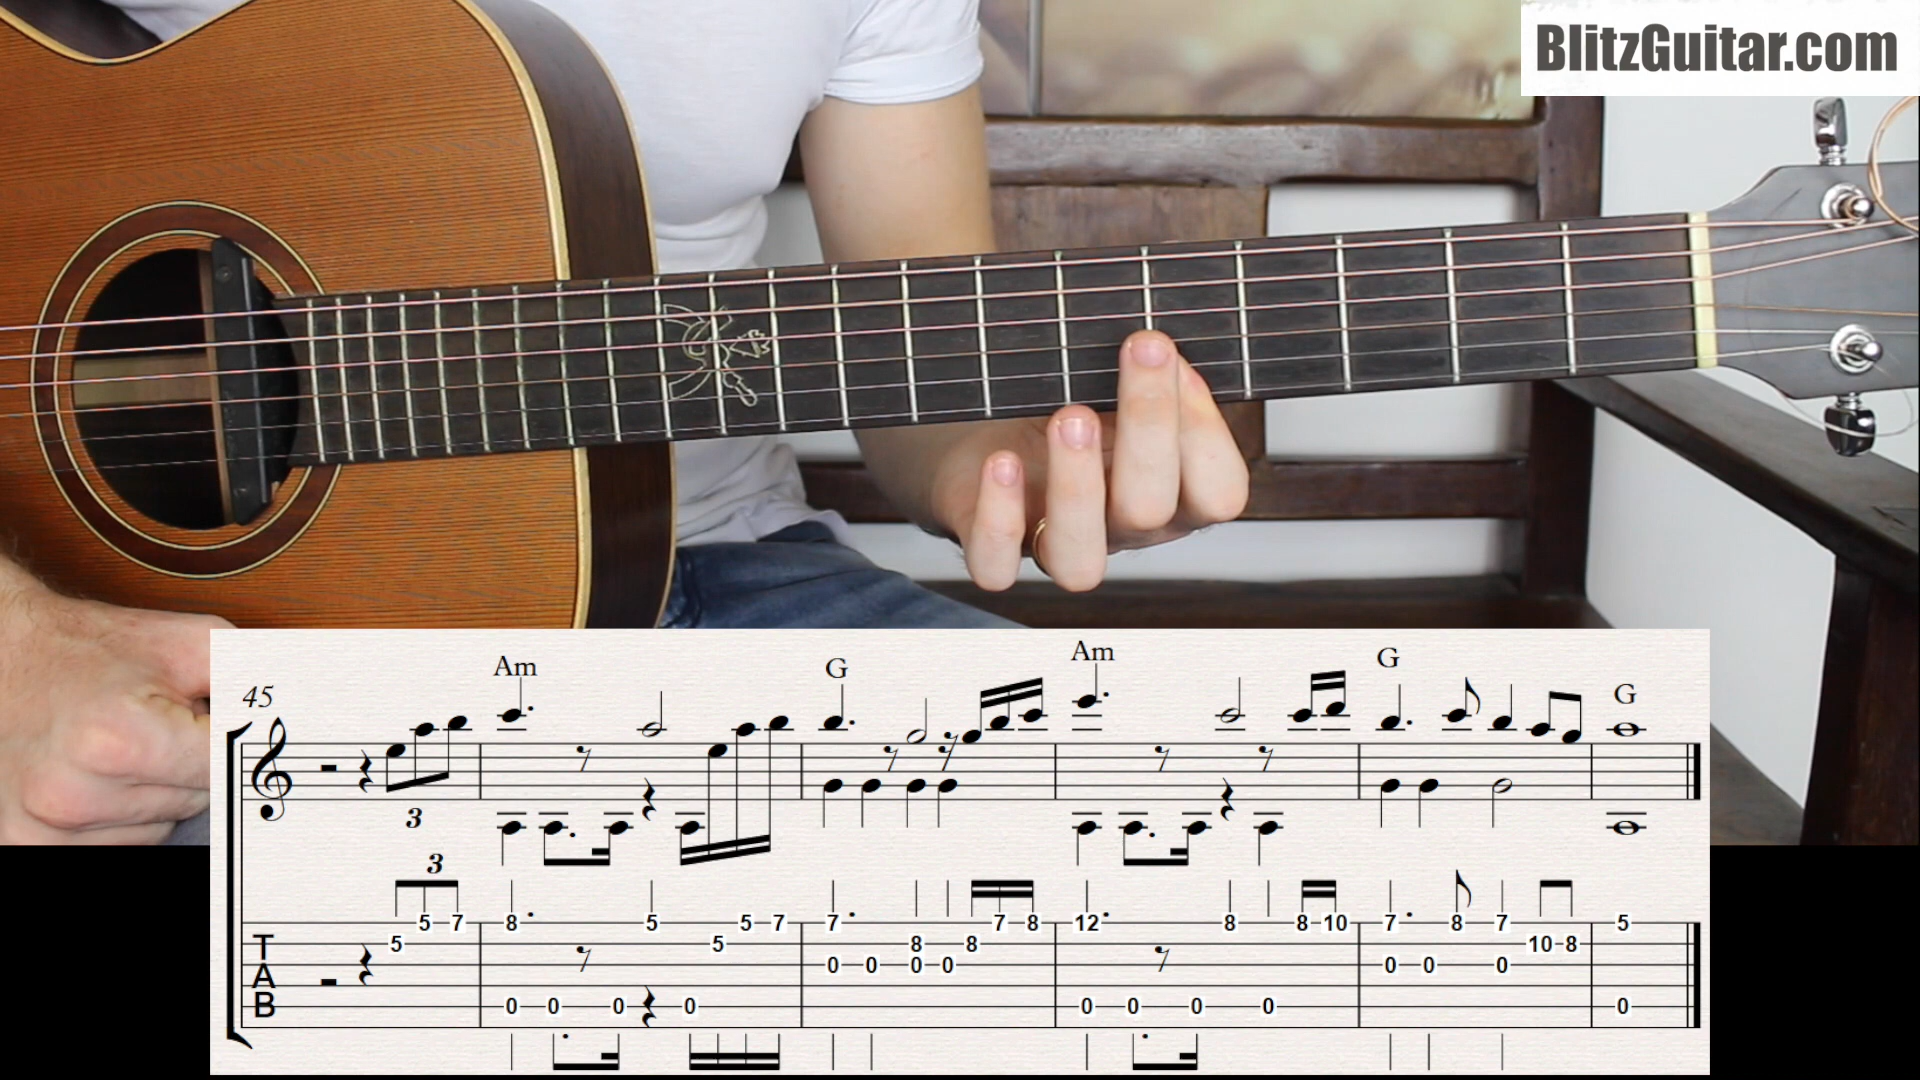 BlitzGuitar.com
Am G Am G G
45
3
3
5 7 8 5 5 7 7 7 8 12 8 8 10 7 8 7 5
T 5 5 8 8 10 8
A 0 0 0 0 0 0 0
B 0 0 0 0 0 0 0 0 0